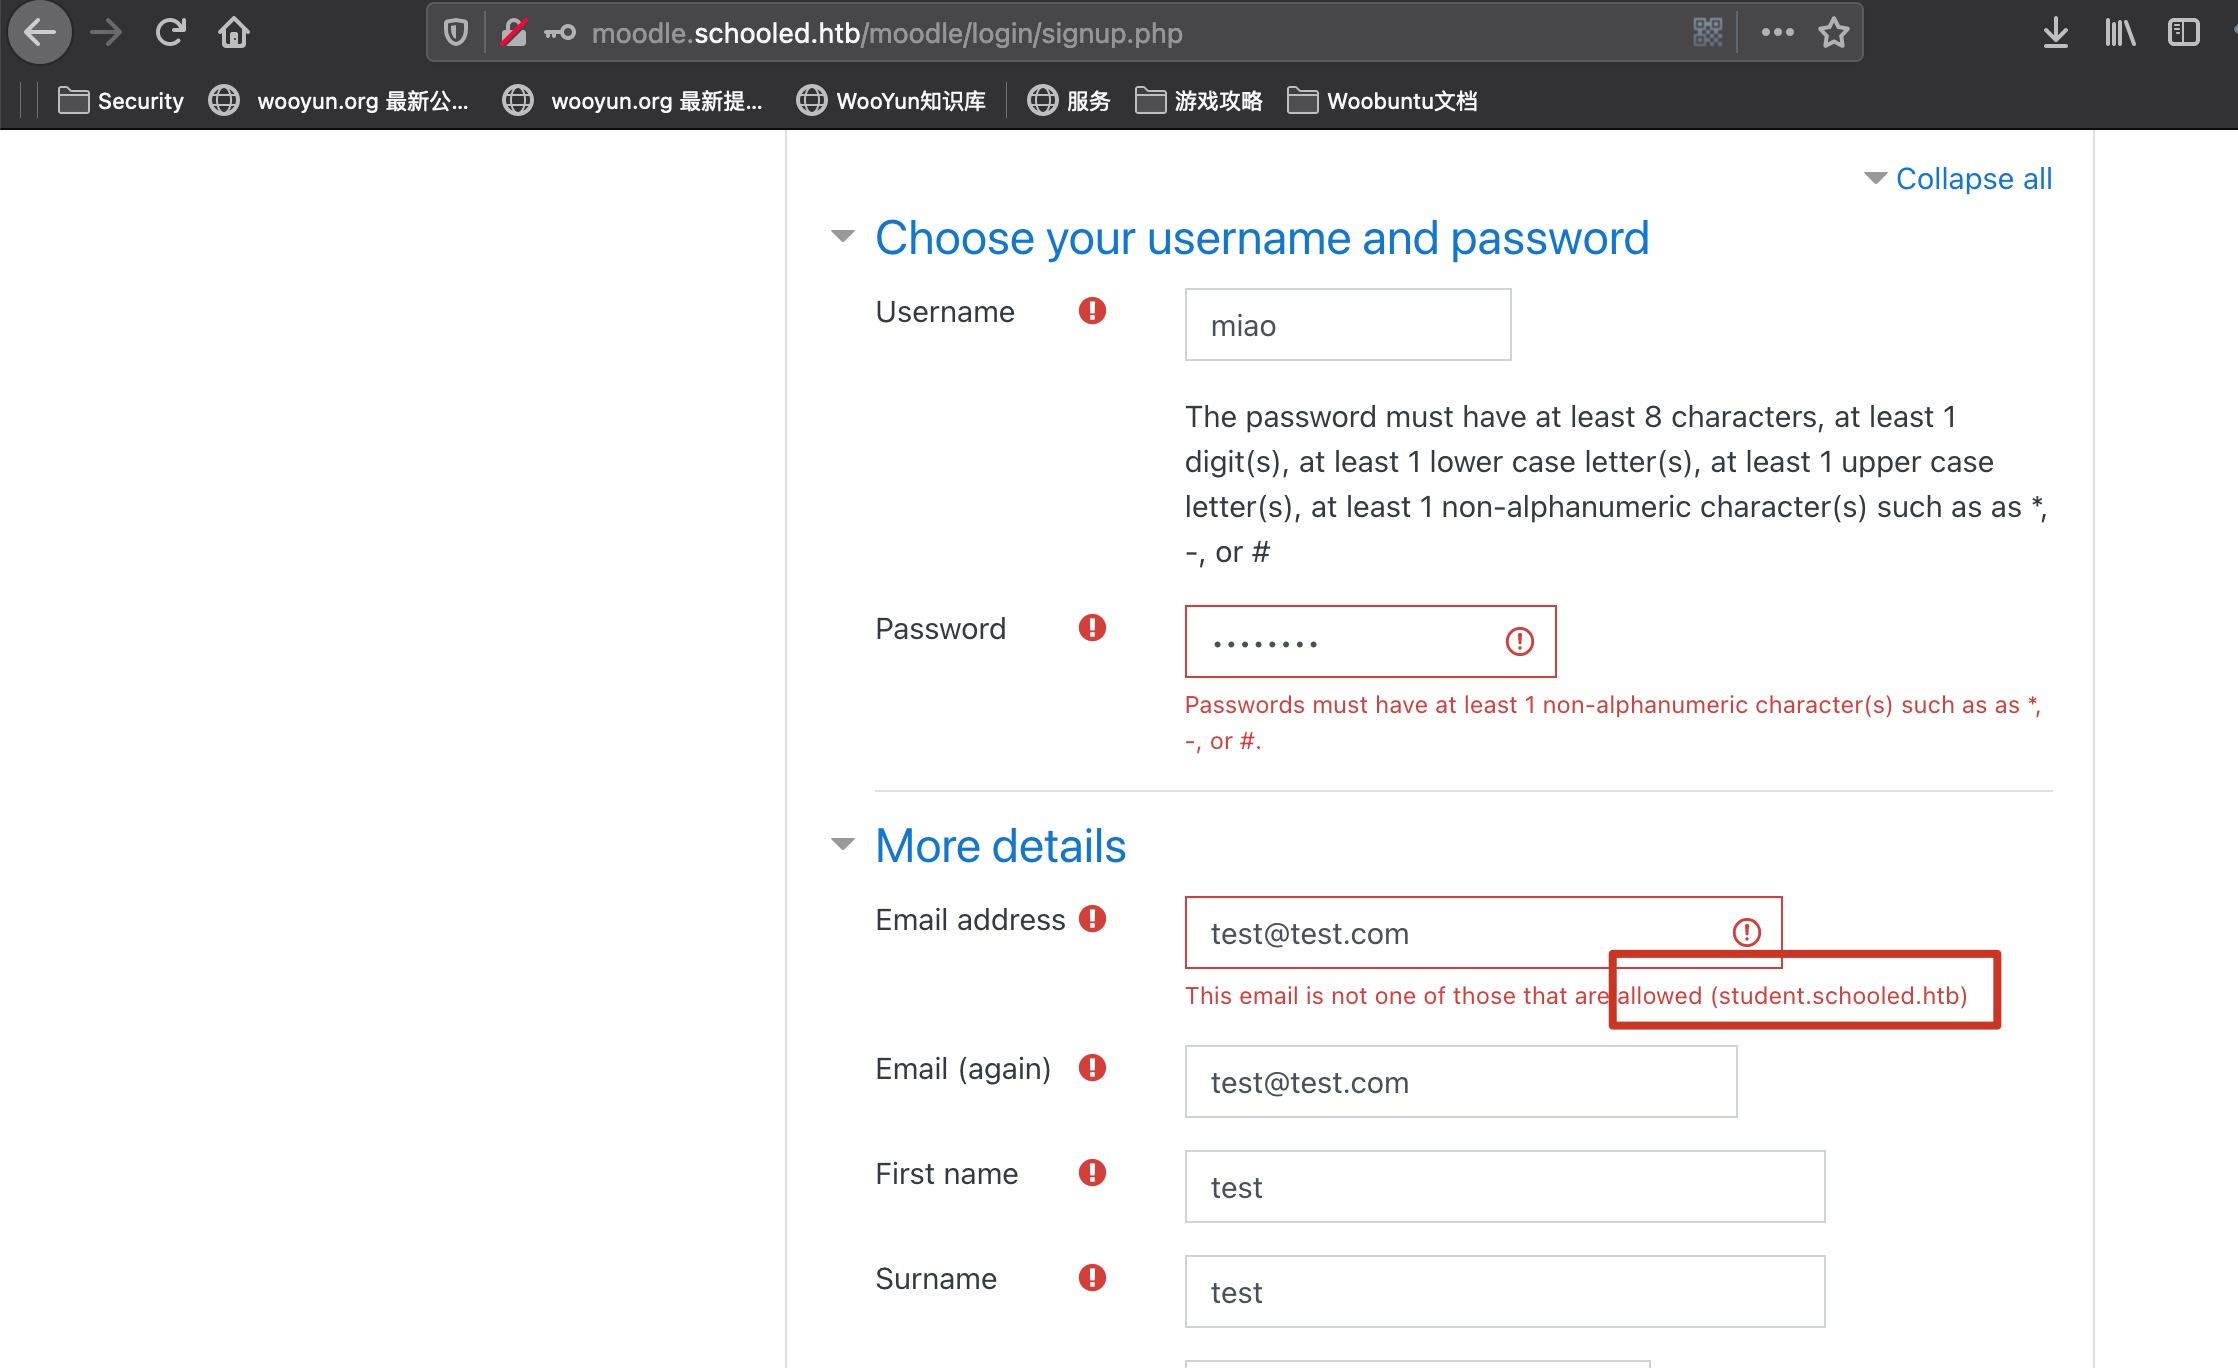 moodle.schooled.htb/moodle/login/signup.php
Security wooyun.org 最新公... wooyun.org 最新提... WooYun知识库 服务 游戏攻略 Woobuntu文档
Collapse all
Choose your username and password
Username miao
The password must have at least 8 characters, at least 1
digit(s), at least 1 lower case letter(s), at least 1 upper case
letter(s), at least 1 non-alphanumeric character(s) such as as *,
-, or #
Password ••••••••
Passwords must have at least 1 non-alphanumeric character(s) such as as *,
-, or #.
More details
Email address test@test.com
This email is not one of those that are allowed (student.schooled.htb)
Email (again) test@test.com
First name test
Surname test